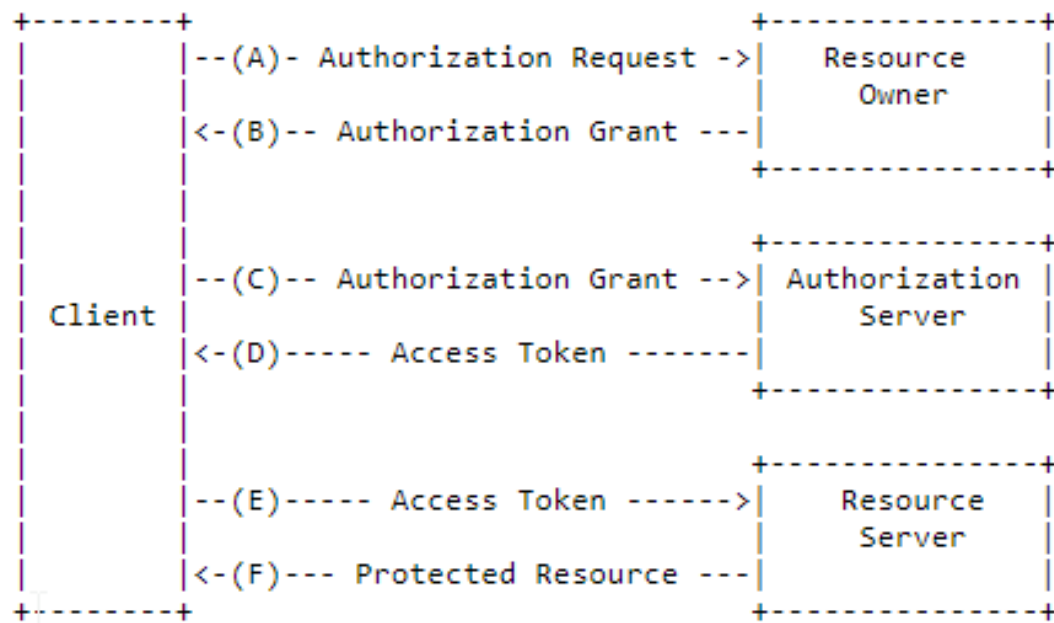 +--------+                               +---------------+
|        |--(A)- Authorization Request ->|   Resource    |
|        |                               |     Owner     |
|        |<-(B)-- Authorization Grant ---|               |
|        |                               +---------------+
|        |
|        |                               +---------------+
|        |--(C)-- Authorization Grant -->| Authorization |
| Client |                               |     Server    |
|        |<-(D)----- Access Token -------|               |
|        |                               +---------------+
|        |
|        |                               +---------------+
|        |--(E)----- Access Token ------>|    Resource   |
|        |                               |     Server    |
|        |<-(F)--- Protected Resource ---|               |
+--------+                               +---------------+